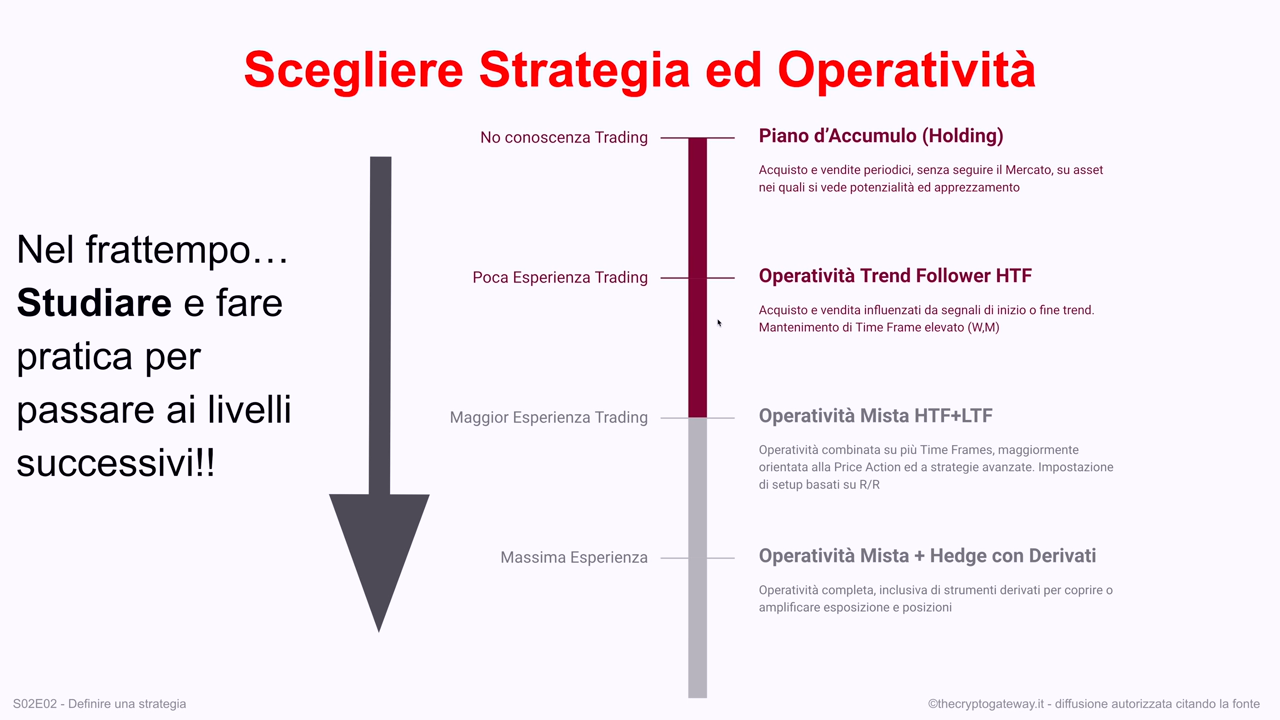 Scegliere Strategia ed Operatività
Nel frattempo…
Studiare e fare
pratica per
passare ai livelli
successivi!!
No conoscenza Trading
Piano d’Accumulo (Holding)
Acquisto e vendite periodici, senza seguire il Mercato, su asset
nei quali si vede potenzialità ed apprezzamento
Poca Esperienza Trading
Operatività Trend Follower HTF
Acquisto e vendita influenzati da segnali di inizio o fine trend.
Mantenimento di Time Frame elevato (W,M)
Maggior Esperienza Trading
Operatività Mista HTF+LTF
Operatività combinata su più Time Frames, maggiormente
orientata alla Price Action ed a strategie avanzate. Impostazione
di setup basati su R/R
Massima Esperienza
Operatività Mista + Hedge con Derivati
Operatività completa, inclusiva di strumenti derivati per coprire o
amplificare esposizione e posizioni
S02E02 - Definire una strategia
©thecryptogateway.it - diffusione autorizzata citando la fonte